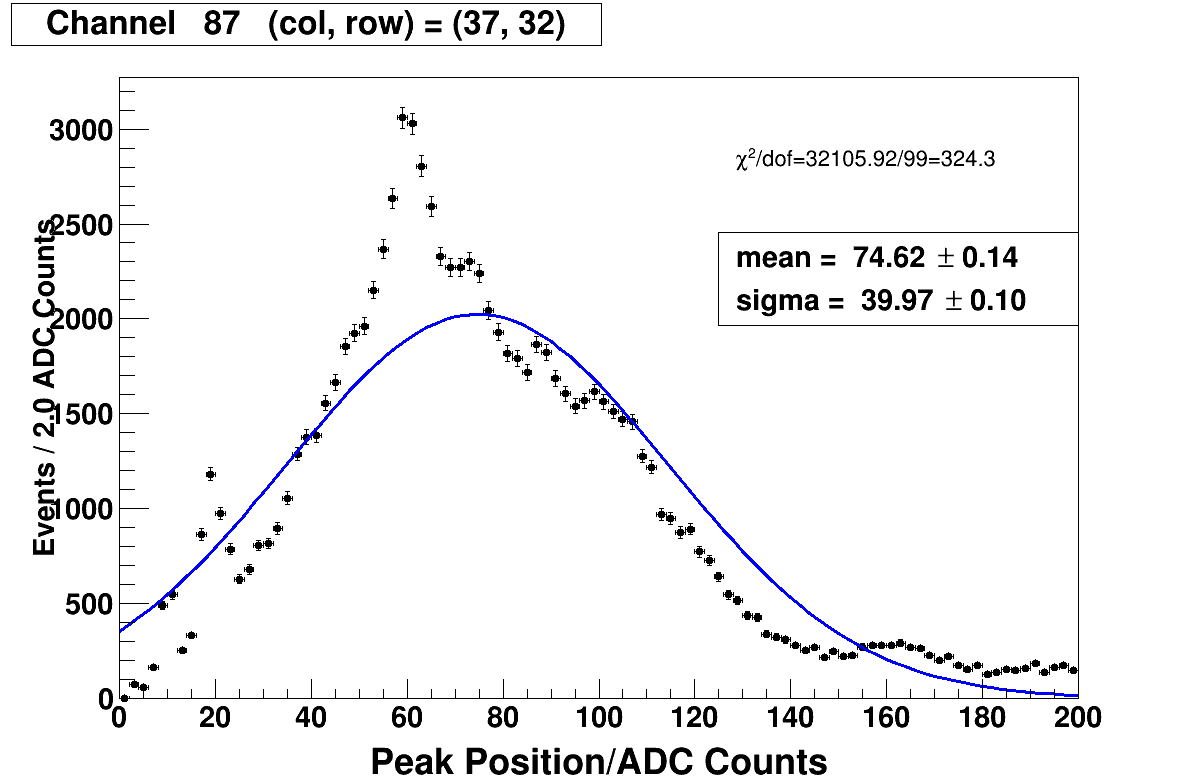 Channel 87 (col, row) = (37, 32)
3000
2500
2000
1500
1000
500
0
Events / 2.0 ADC Counts
χ²/dof=32105.92/99=324.3
mean = 74.62 ± 0.14
sigma = 39.97 ± 0.10
0 20 40 60 80 100 120 140 160 180 200
Peak Position/ADC Counts